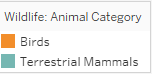 Wildlife: Animal Category
Birds
Terrestrial Mammals